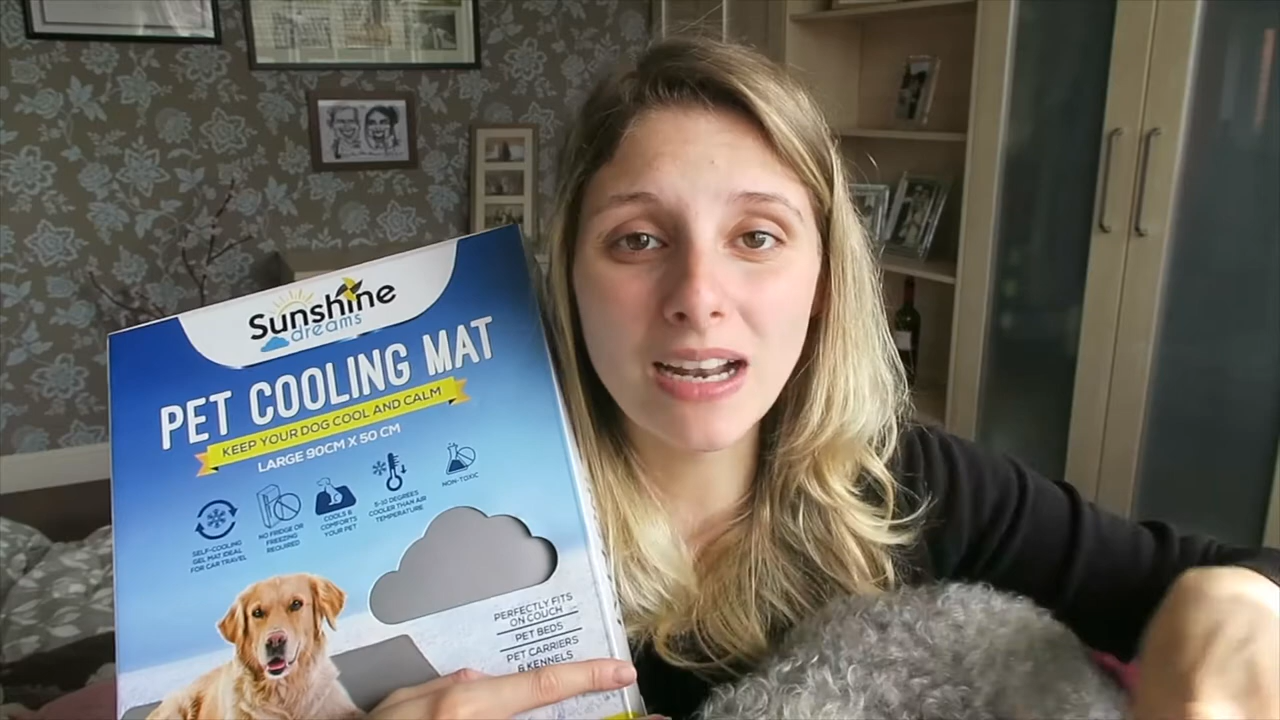 Sunshine
dreams
PET COOLING MAT
KEEP YOUR DOG COOL AND CALM
LARGE 90CM X 50 CM
SELF-COOLING
GEL MAT IDEAL
FOR CAR TRAVEL
NO FRIDGE OR
FREEZING
REQUIRED
COOLS &
COMFORTS
YOUR PET
5-10 DEGREES
COOLER THAN AIR
TEMPERATURE
NON-TOXIC
PERFECTLY FITS
ON COUCH
PET BEDS
PET CARRIERS
& KENNELS